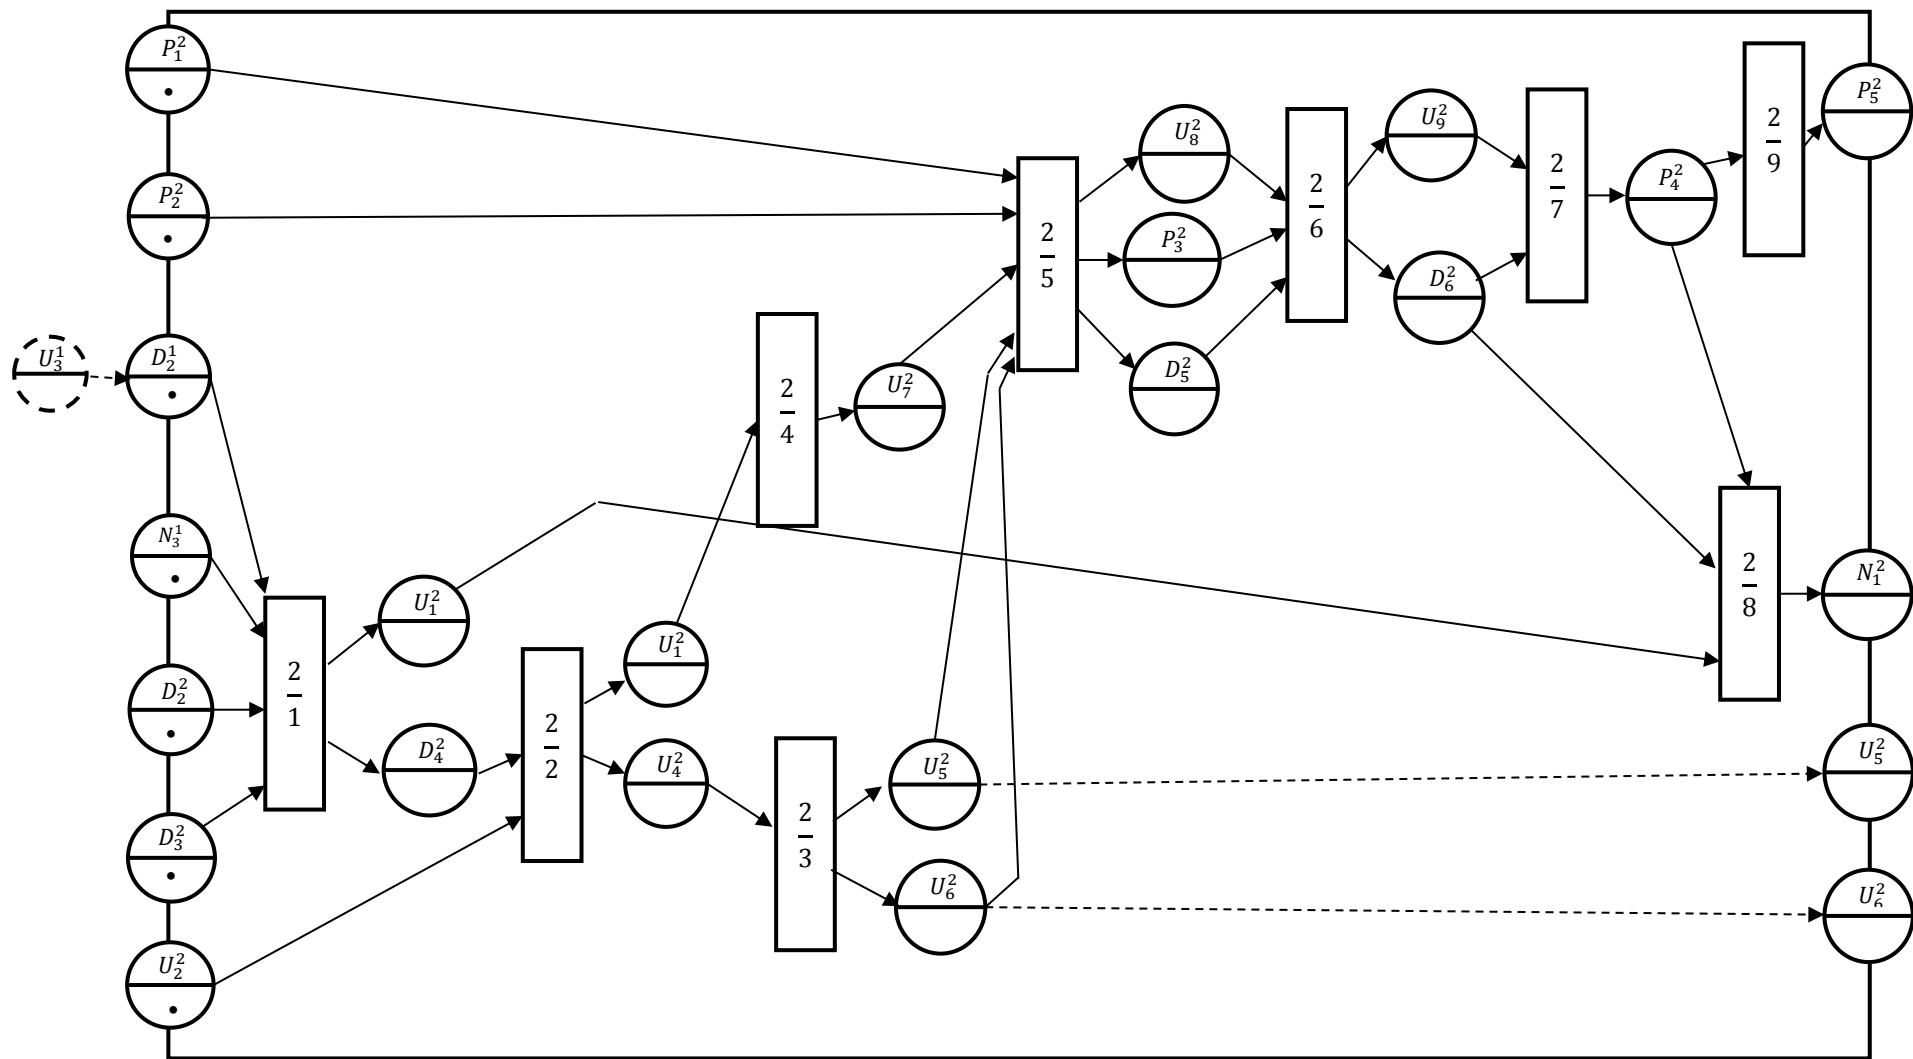 P_1^2
P_2^2
U_3^1
D_2^1
N_3^1
D_2^2
D_3^2
U_2^2
2/1
U_1^2
D_4^2
2/2
U_1^2
U_4^2
2/3
2/4
U_7^2
U_5^2
U_6^2
2/5
U_8^2
P_3^2
D_5^2
2/6
U_9^2
D_6^2
2/7
P_4^2
2/9
2/8
P_5^2
N_1^2
U_5^2
U_6^2